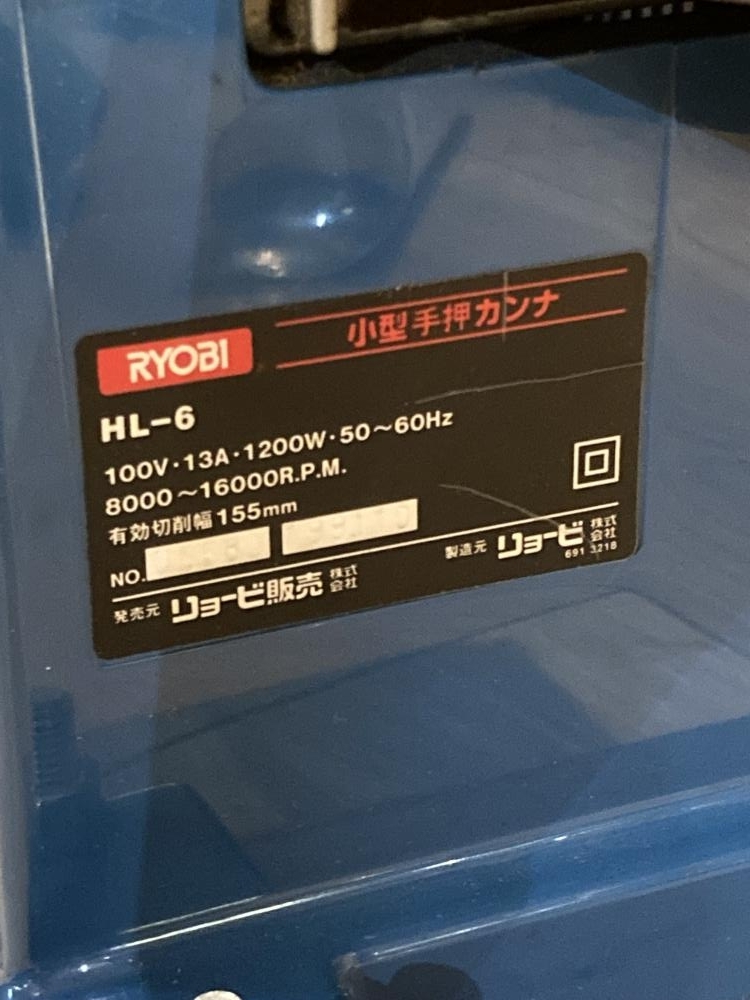 RYOBI 小型手押カンナ
HL-6
100V・13A・1200W・50～60Hz
8000～16000R.P.M.
有効切削幅155mm
NO.
製造元 リョービ株式会社
691 3218
発売元 リョービ販売株式会社